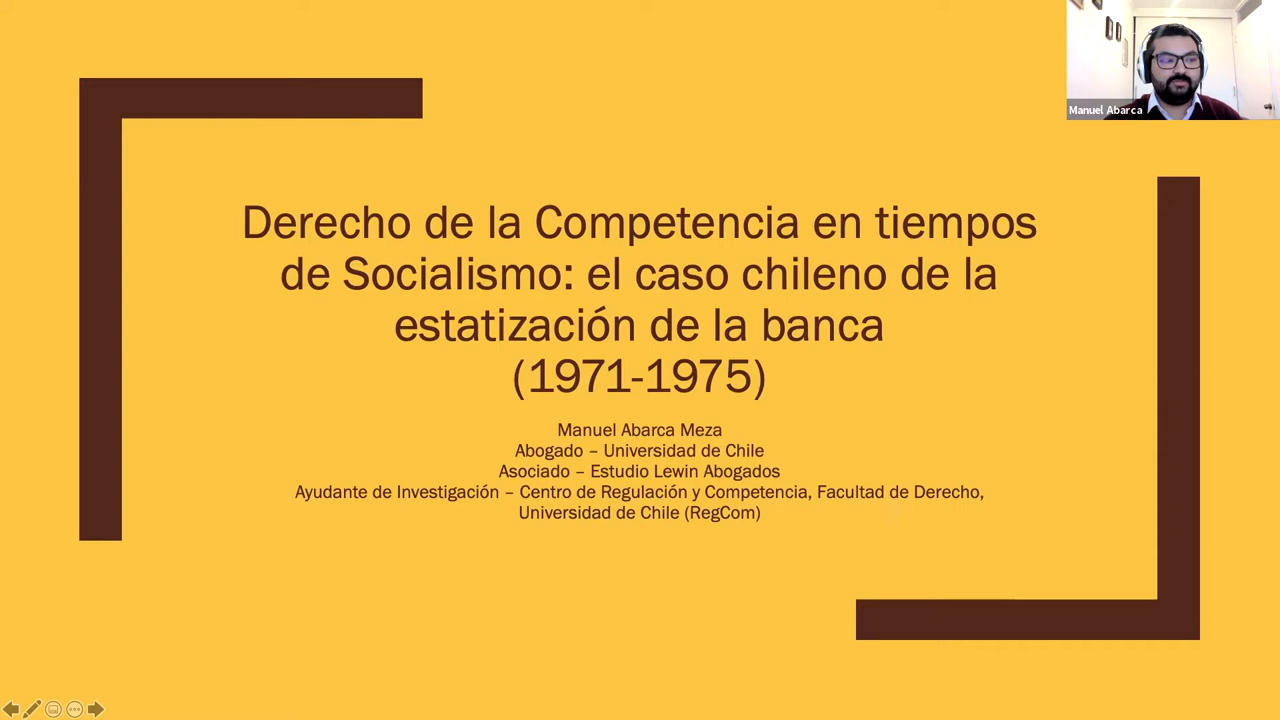 Manuel Abarca
Derecho de la Competencia en tiempos
de Socialismo: el caso chileno de la
estatización de la banca
(1971-1975)
Manuel Abarca Meza
Abogado – Universidad de Chile
Asociado – Estudio Lewin Abogados
Ayudante de Investigación – Centro de Regulación y Competencia, Facultad de Derecho,
Universidad de Chile (RegCom)